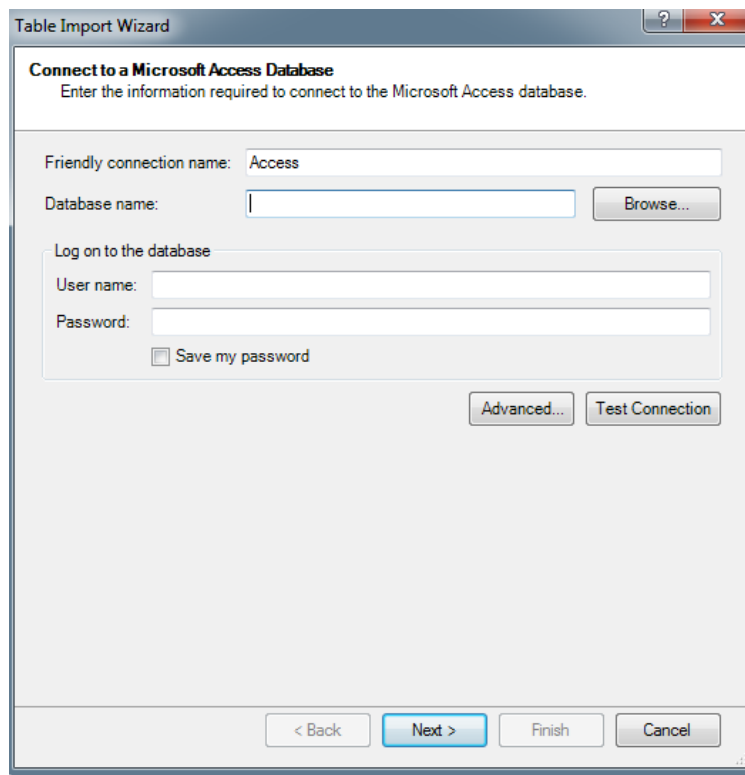 Table Import Wizard
Connect to a Microsoft Access Database
Enter the information required to connect to the Microsoft Access database.
Friendly connection name: Access
Database name: Browse...
Log on to the database
User name:
Password:
Save my password
Advanced... Test Connection
< Back Next > Finish Cancel